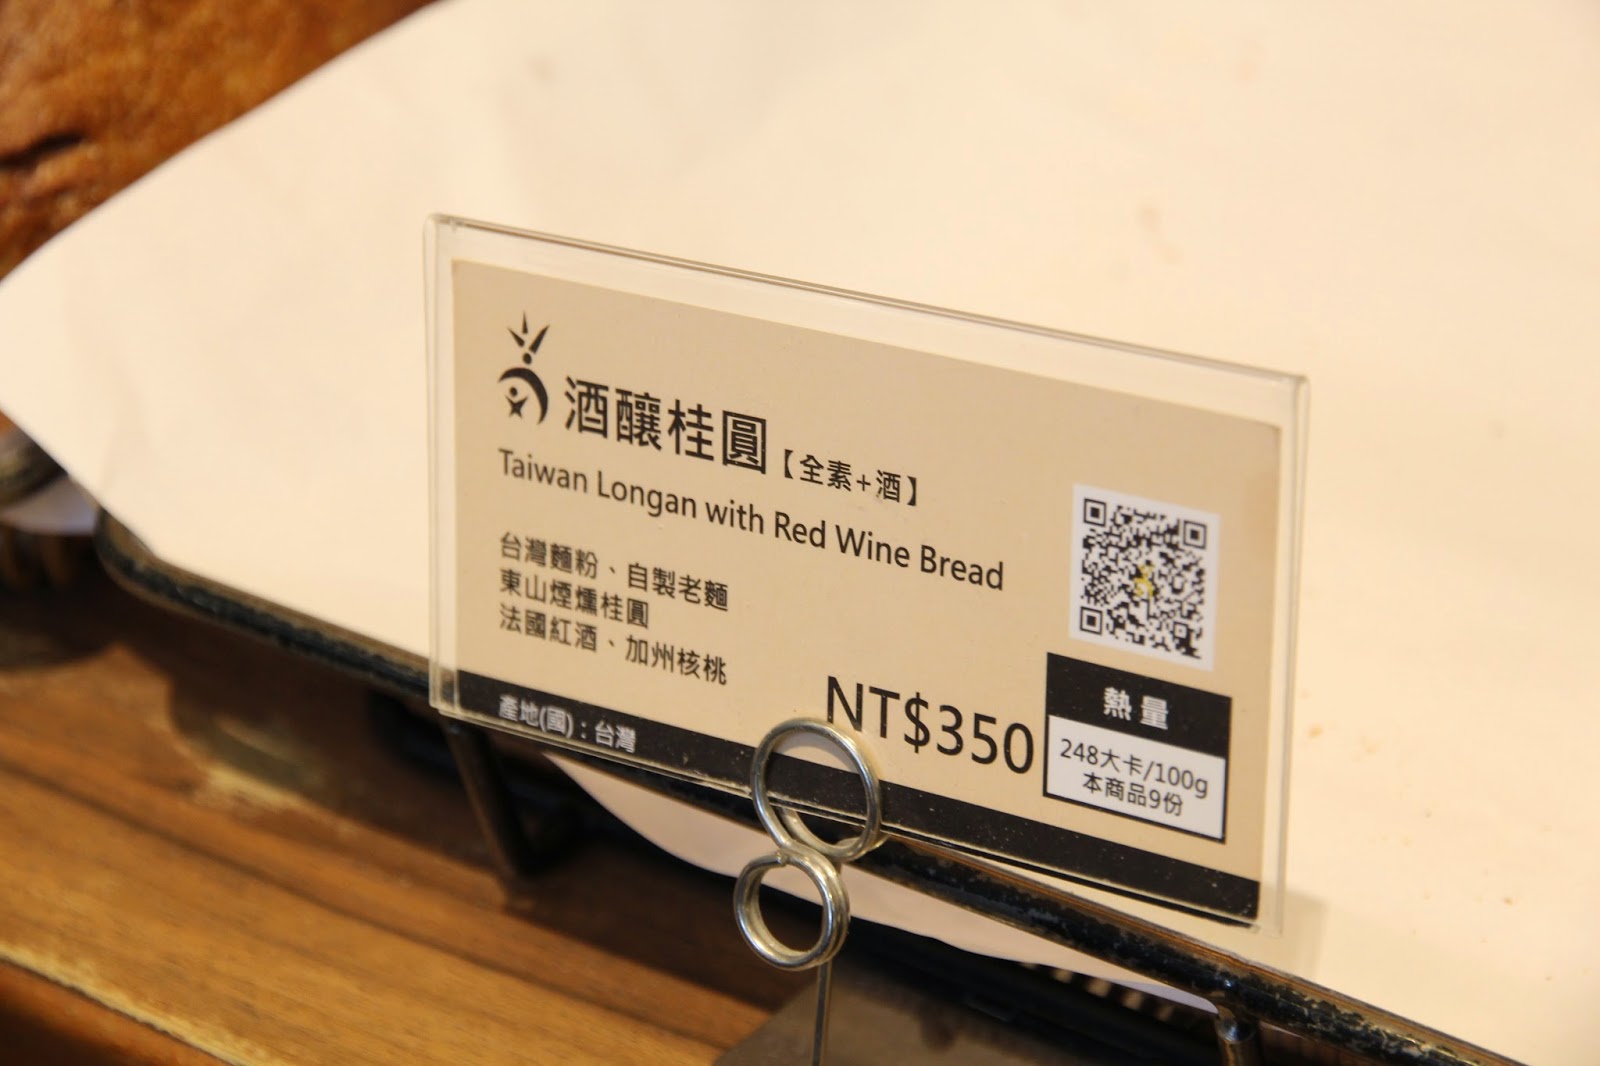 酒釀桂圓【全素+酒】
Taiwan Longan with Red Wine Bread
台灣麵粉、自製老麵
東山煙燻桂圓
法國紅酒、加州核桃
NT$350
熱量
248大卡/100g
本商品9份
產地(國)：台灣